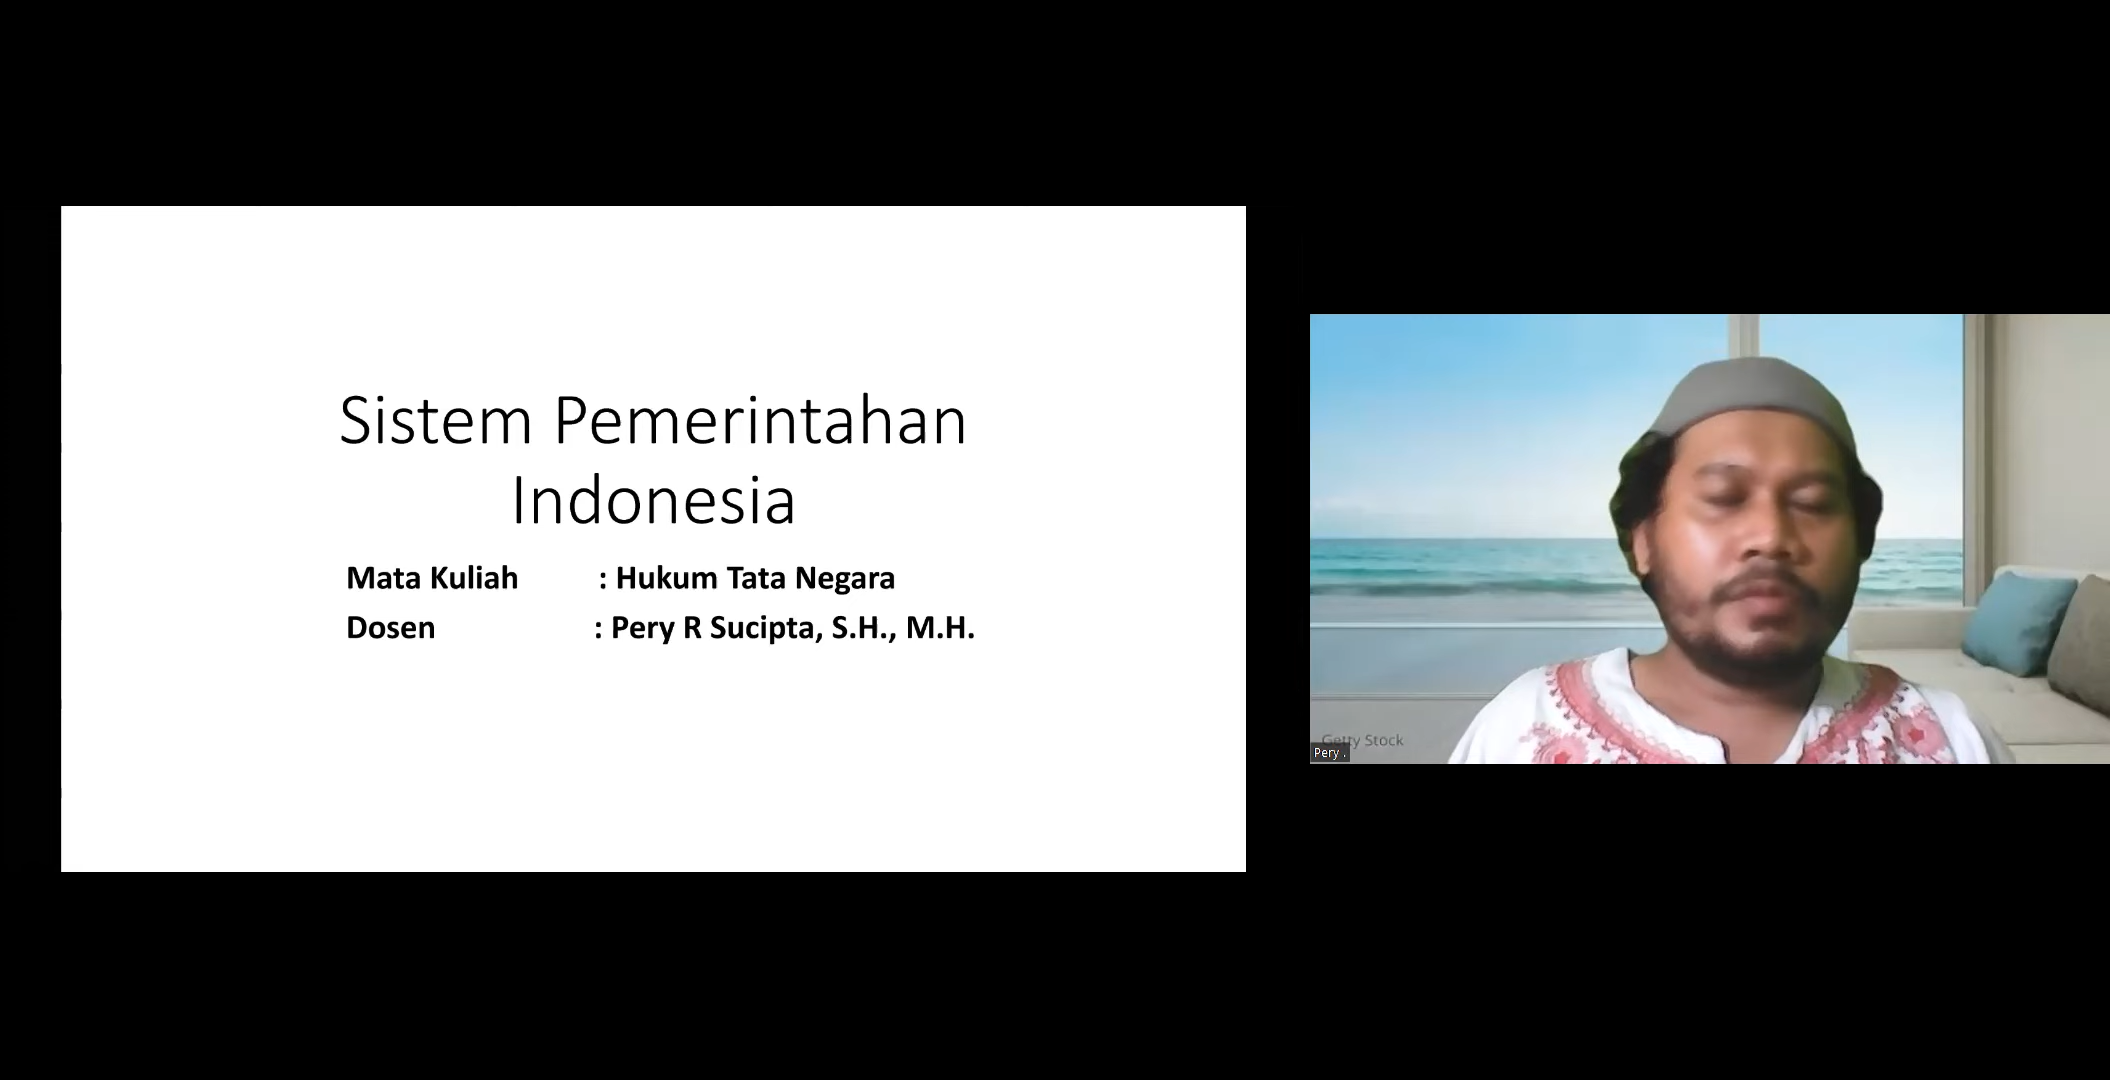 Sistem Pemerintahan
Indonesia
Mata Kuliah : Hukum Tata Negara
Dosen : Pery R Sucipta, S.H., M.H.
Getty Stock
Pery .